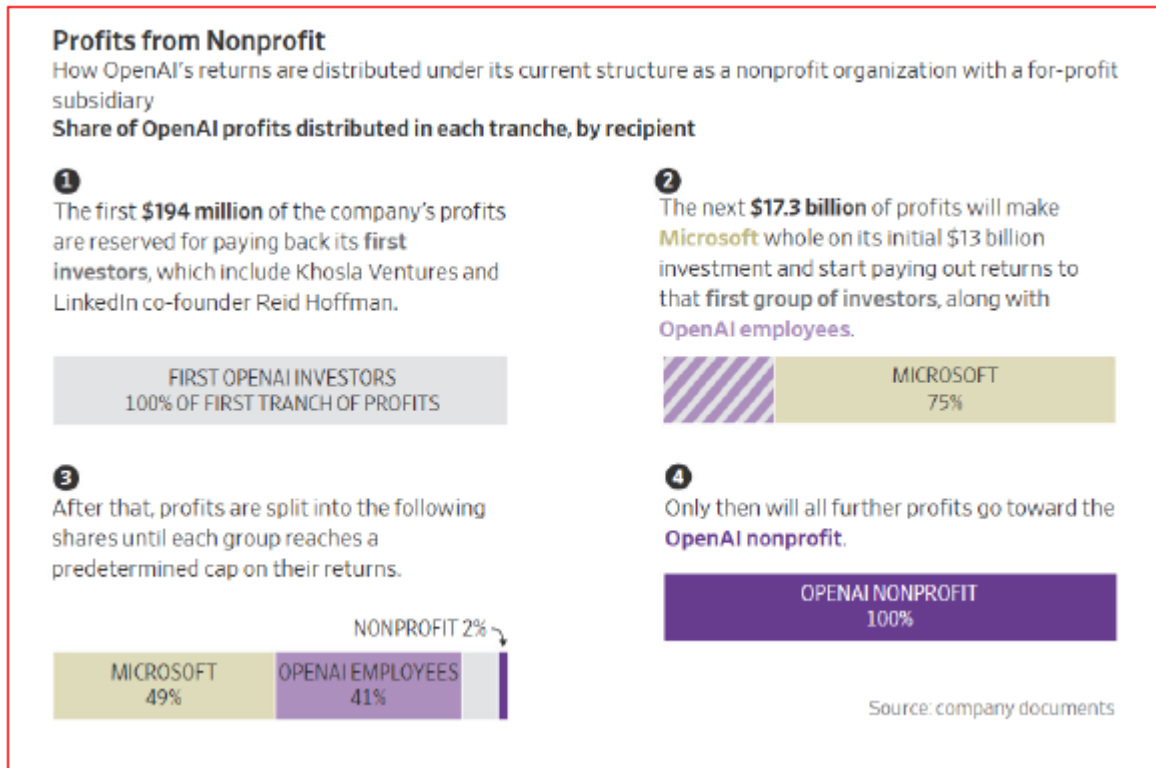 Profits from Nonprofit
How OpenAI's returns are distributed under its current structure as a nonprofit organization with a for-profit
subsidiary
Share of OpenAI profits distributed in each tranche, by recipient
1
The first $194 million of the company's profits
are reserved for paying back its first
investors, which include Khosla Ventures and
LinkedIn co-founder Reid Hoffman.
FIRST OPENAI INVESTORS
100% OF FIRST TRANCH OF PROFITS
2
The next $17.3 billion of profits will make
Microsoft whole on its initial $13 billion
investment and start paying out returns to
that first group of investors, along with
OpenAI employees.
MICROSOFT
75%
3
After that, profits are split into the following
shares until each group reaches a
predetermined cap on their returns.
NONPROFIT 2%
MICROSOFT
49%
OPENAI EMPLOYEES
41%
4
Only then will all further profits go toward the
OpenAI nonprofit.
OPENAI NONPROFIT
100%
Source: company documents